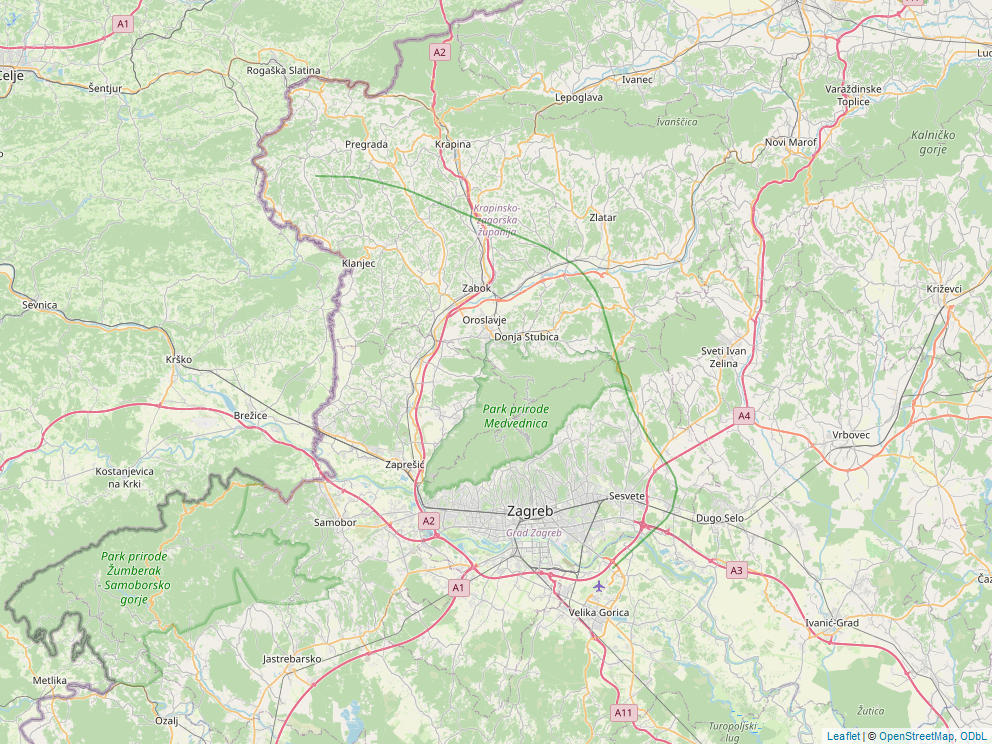 A1
A2
Celje
Šentjur
Rogaška Slatina
Ivanec
Lepoglava
Varaždinske
Toplice
Ivanščica
Kalničko
gorje
Novi Marof
Pregrada
Krapina
Krapinsko-
zagorska
županija
Zlatar
Klanjec
Zabok
Križevci
Sevnica
Oroslavje
Donja Stubica
Sveti Ivan
Zelina
Krško
Brežice
Park prirode
Medvednica
A4
Vrbovec
Kostanjevica
na Krki
Zaprešić
Sesvete
Zagreb
Grad Zagreb
Dugo Selo
Samobor
A2
Park prirode
Žumberak
- Samoborsko
gorje
A1
A3
Velika Gorica
Ivanić-Grad
Jastrebarsko
Metlika
Ozalj
A11
Turopoljski
lug
Žutica
Leaflet | © OpenStreetMap, ODbL